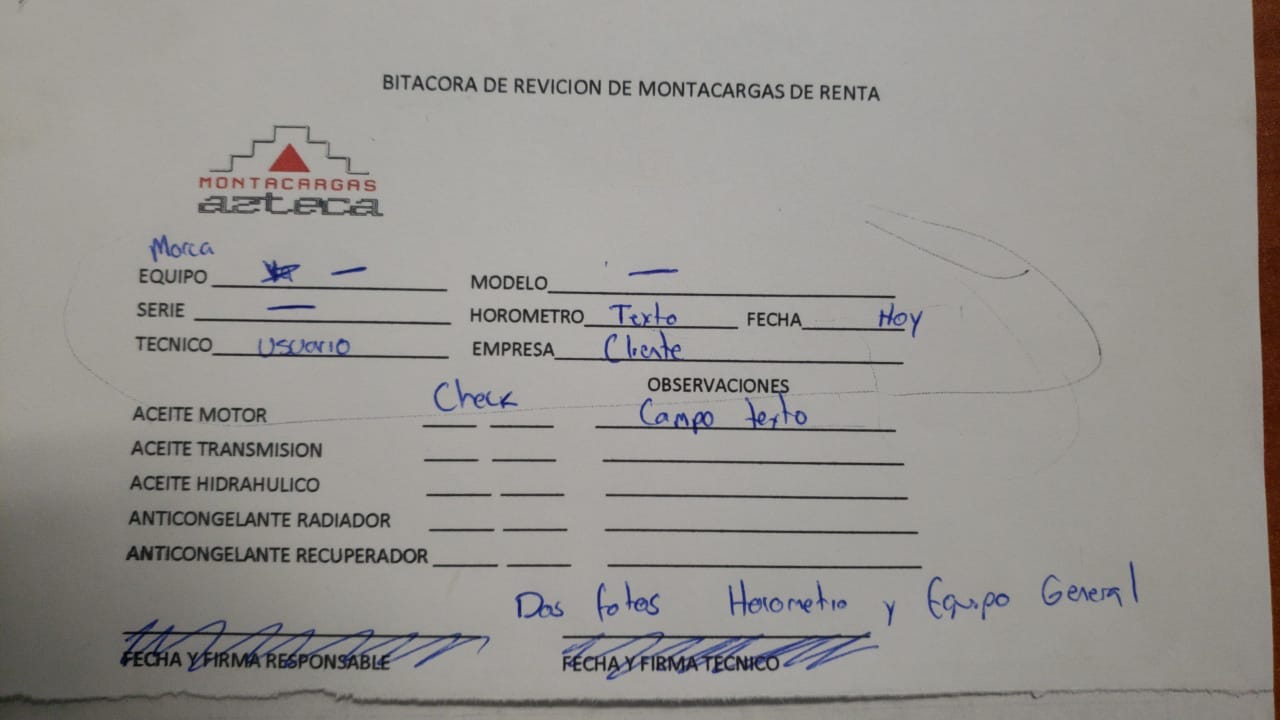 BITACORA DE REVICION DE MONTACARGAS DE RENTA
MONTACARGAS
azteca
Marca
EQUIPO — MODELO —
SERIE — HOROMETRO Texto FECHA Hoy
TECNICO usuario EMPRESA Cliente
OBSERVACIONES
ACEITE MOTOR Check Campo texto
ACEITE TRANSMISION
ACEITE HIDRAHULICO
ANTICONGELANTE RADIADOR
ANTICONGELANTE RECUPERADOR
Dos fotos Horometro y Equipo General
FECHA Y FIRMA RESPONSABLE FECHA Y FIRMA TECNICO